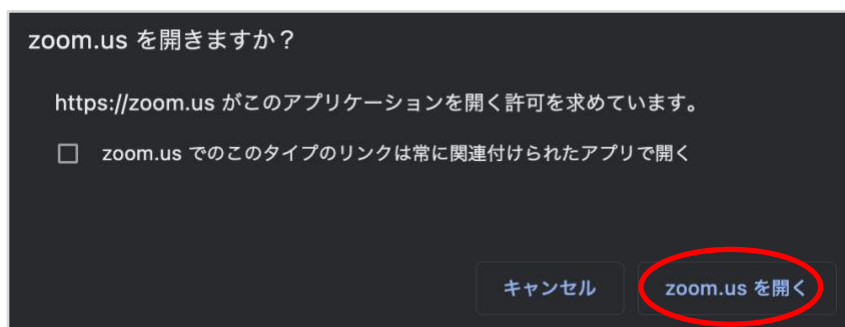 zoom.us を開きますか？
https://zoom.us がこのアプリケーションを開く許可を求めています。
zoom.us でのこのタイプのリンクは常に関連付けられたアプリで開く
キャンセル
zoom.us を開く